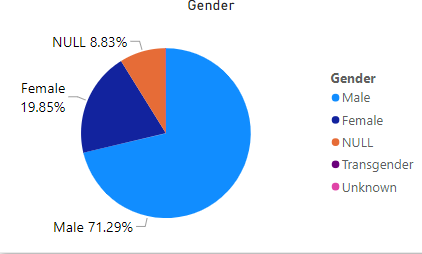 Gender
NULL 8.83%
Female
19.85%
Male 71.29%
Gender
Male
Female
NULL
Transgender
Unknown